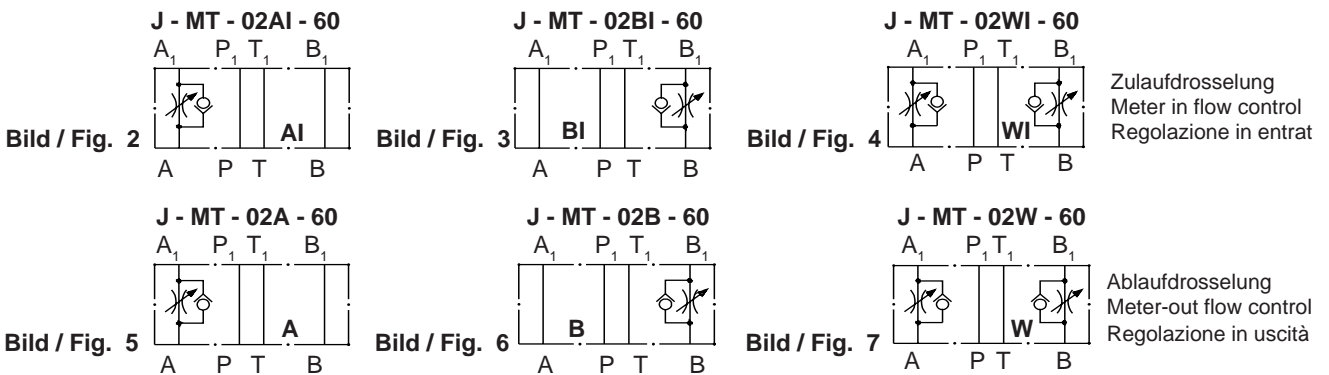 J - MT - 02AI - 60
A1 P1 T1 B1
AI
Bild / Fig. 2
A P T B
J - MT - 02BI - 60
A1 P1 T1 B1
BI
Bild / Fig. 3
A P T B
J - MT - 02WI - 60
A1 P1 T1 B1
WI
Bild / Fig. 4
A P T B
Zulaufdrosselung
Meter in flow control
Regolazione in entrat
J - MT - 02A - 60
A1 P1 T1 B1
A
Bild / Fig. 5
A P T B
J - MT - 02B - 60
A1 P1 T1 B1
B
Bild / Fig. 6
A P T B
J - MT - 02W - 60
A1 P1 T1 B1
W
Bild / Fig. 7
A P T B
Ablaufdrosselung
Meter-out flow control
Regolazione in uscità